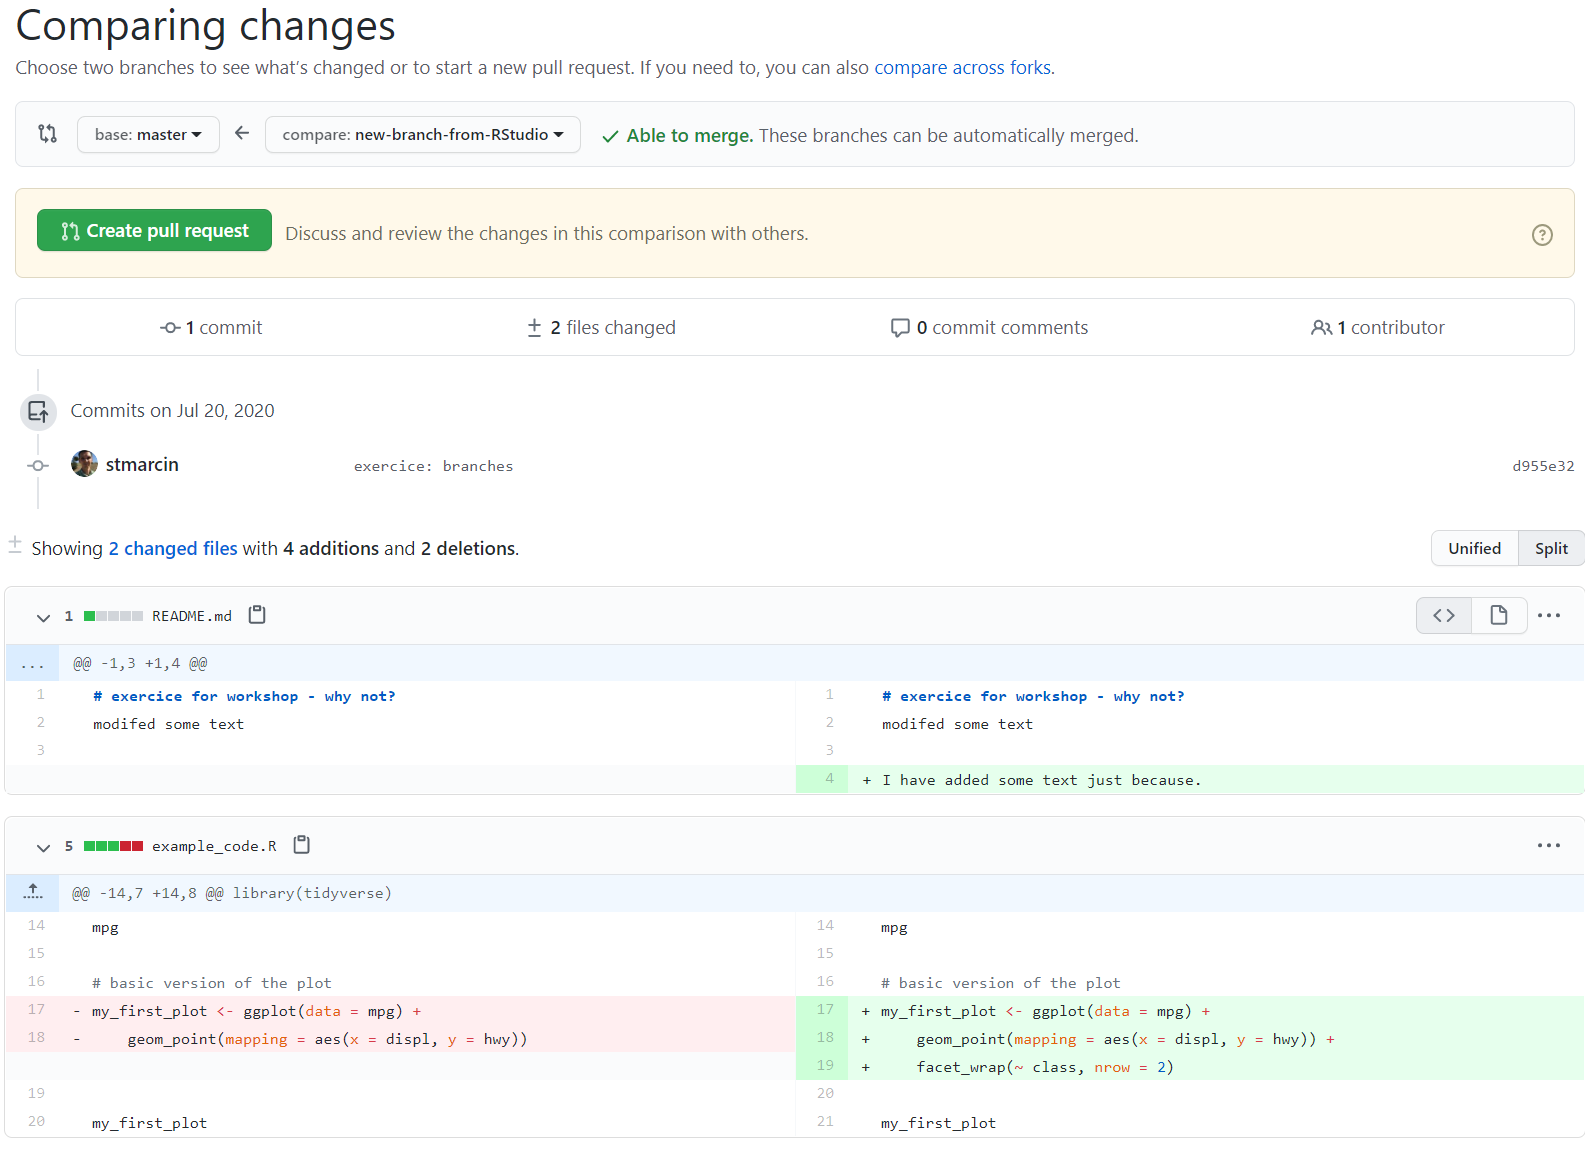 Comparing changes
Choose two branches to see what's changed or to start a new pull request. If you need to, you can also compare across forks.
base: master compare: new-branch-from-RStudio Able to merge. These branches can be automatically merged.
Create pull request Discuss and review the changes in this comparison with others.
1 commit 2 files changed 0 commit comments 1 contributor
Commits on Jul 20, 2020
stmarcin exercice: branches d955e32
Showing 2 changed files with 4 additions and 2 deletions.
Unified Split
1 README.md
... @@ -1,3 +1,4 @@
1 # exercice for workshop - why not? 1 # exercice for workshop - why not?
2 modifed some text 2 modifed some text
3 3
4 + I have added some text just because.
5 example_code.R
@@ -14,7 +14,8 @@ library(tidyverse)
14 mpg 14 mpg
15 15
16 # basic version of the plot 16 # basic version of the plot
17 - my_first_plot <- ggplot(data = mpg) + 17 + my_first_plot <- ggplot(data = mpg) +
18 - geom_point(mapping = aes(x = displ, y = hwy)) 18 + geom_point(mapping = aes(x = displ, y = hwy)) +
19 + facet_wrap(~ class, nrow = 2)
19 20
20 my_first_plot 21 my_first_plot